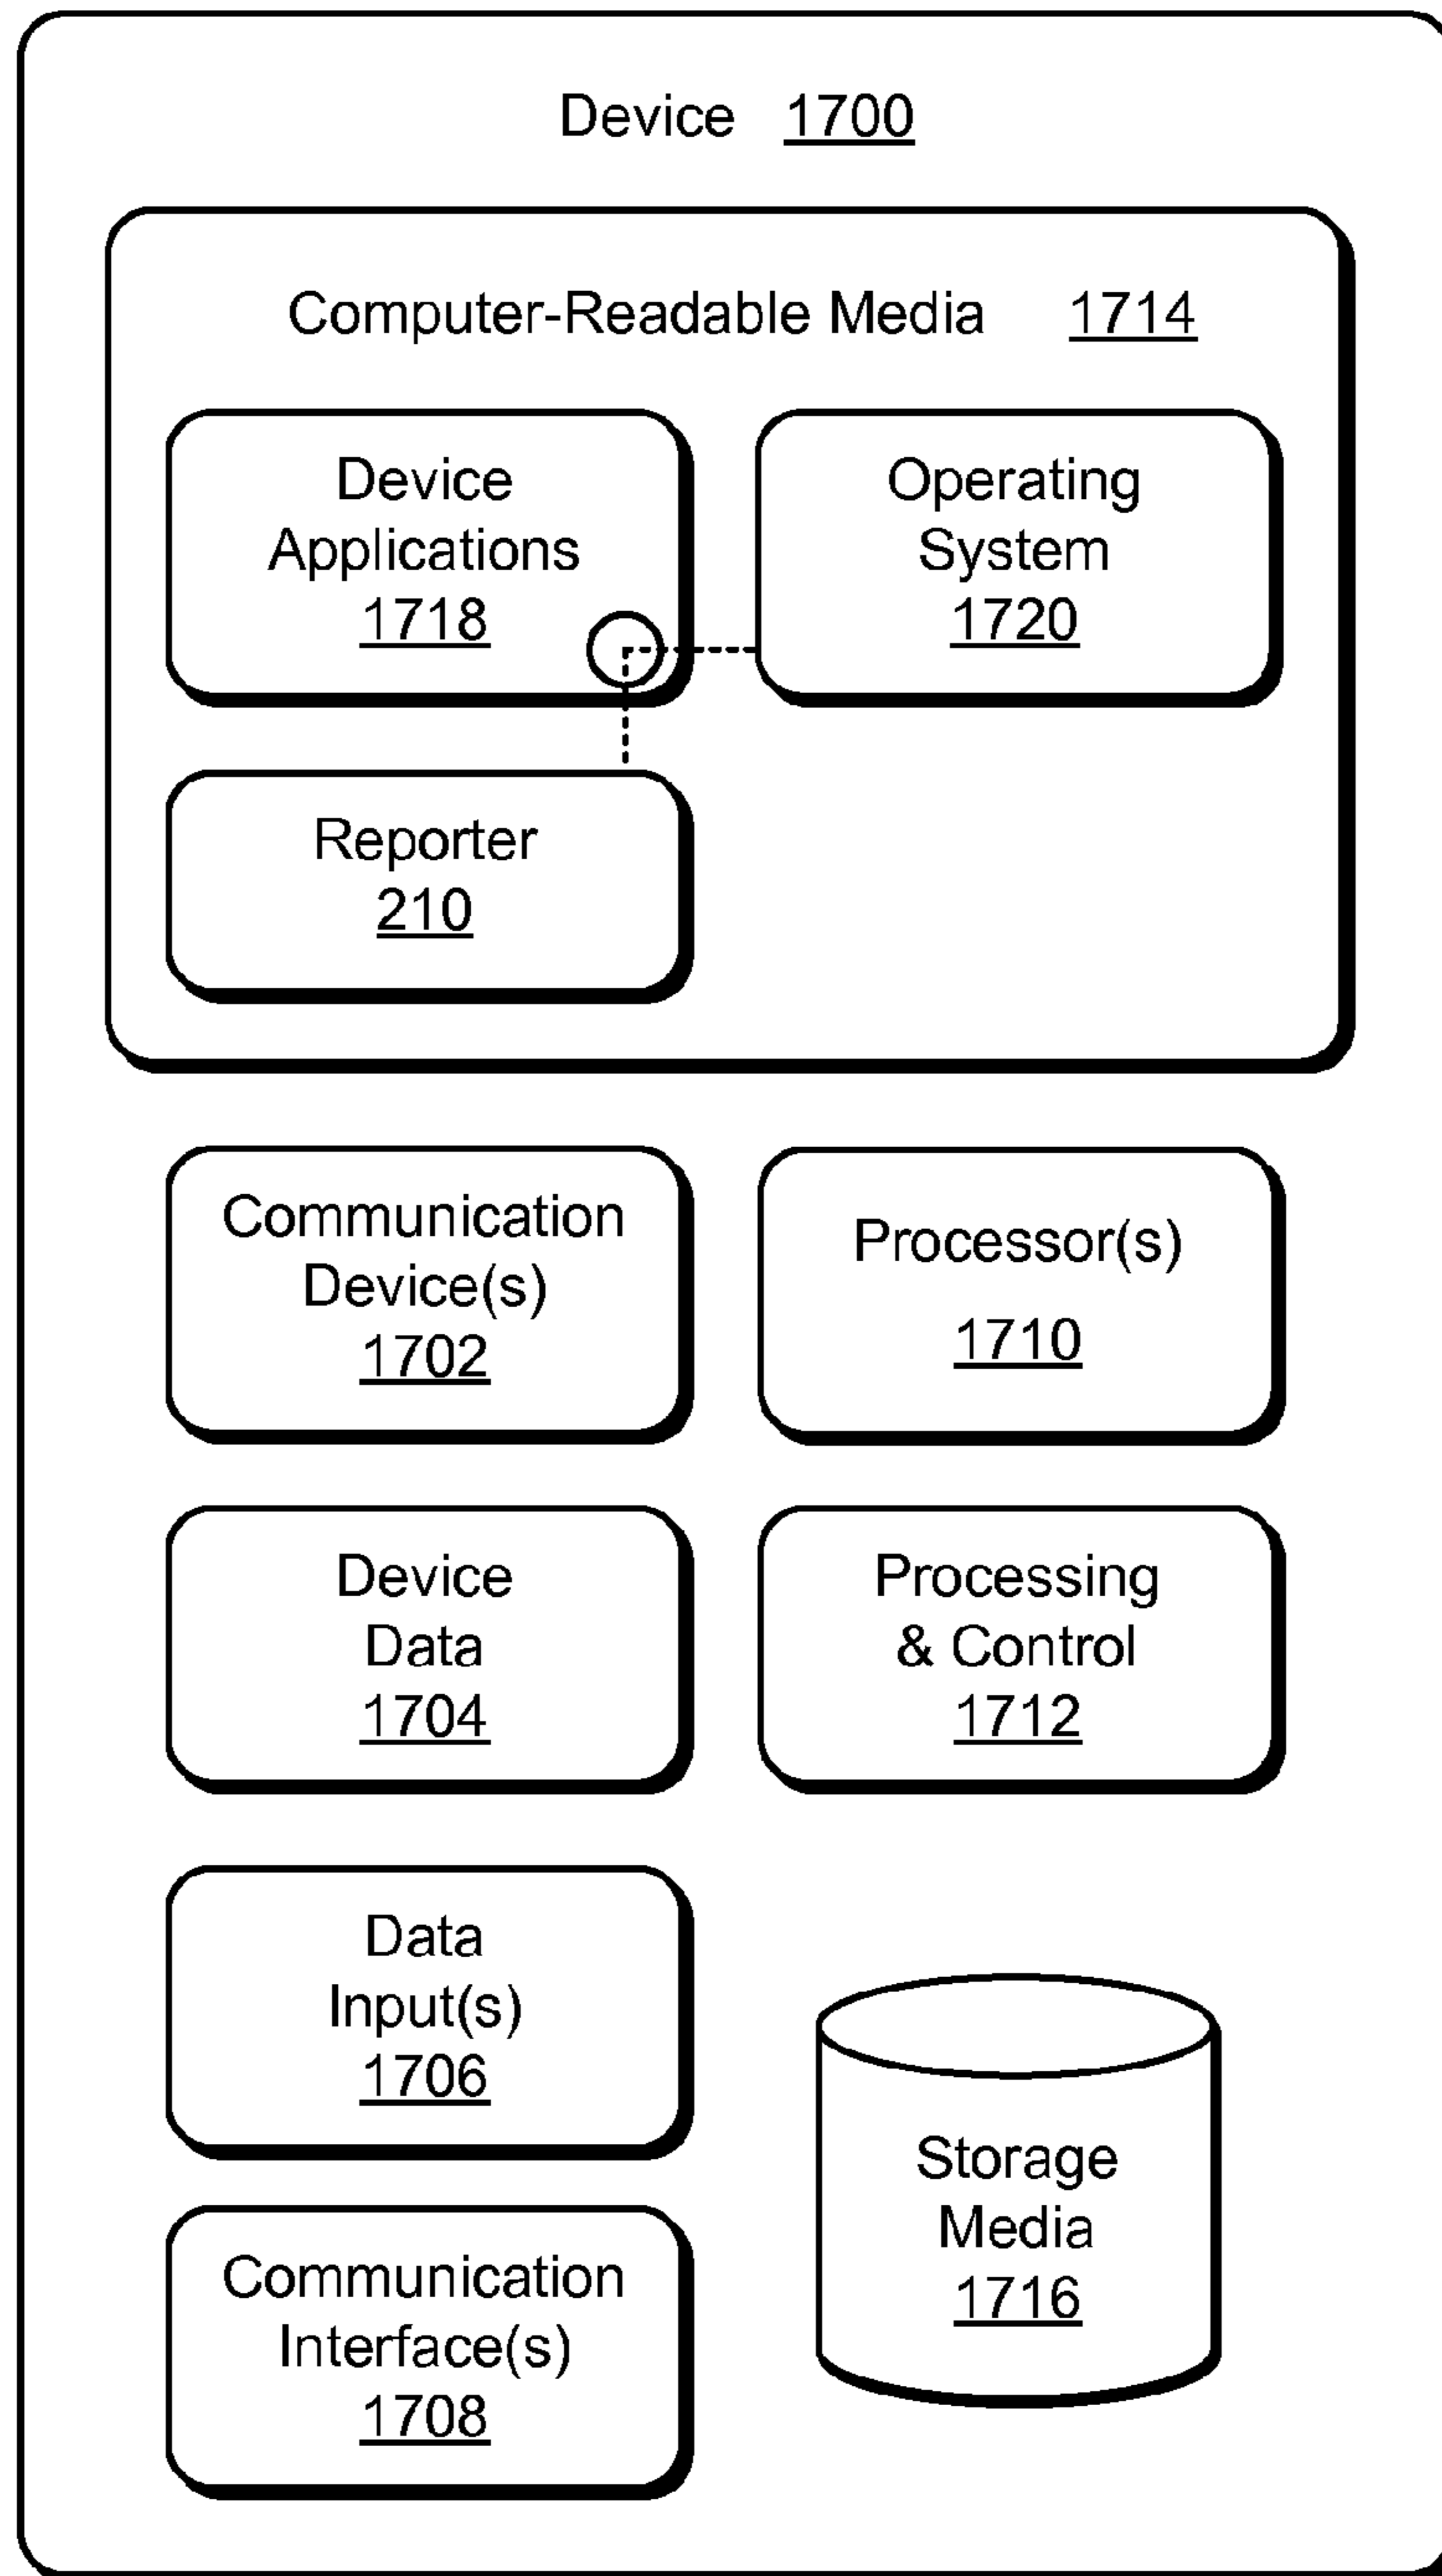 Device 1700
Computer-Readable Media 1714
Device
Applications
1718
Operating
System
1720
Reporter
210
Communication
Device(s)
1702
Processor(s)
1710
Device
Data
1704
Processing
& Control
1712
Data
Input(s)
1706
Storage
Media
1716
Communication
Interface(s)
1708